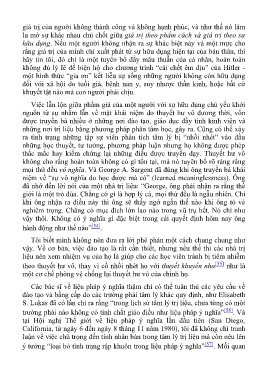 giá trị của người không thành công và không hạnh phúc, và như thế nó làm
lu mờ sự khác nhau chủ chốt giữa giá trị theo phẩm cách và giá trị theo sự
hữu dụng. Nếu một người không nhận ra sự khác biệt này và một mực cho
rằng giá trị của mình chỉ xuất phát từ sự hữu dụng hiện tại của bản thân, thì
hãy tin tôi, đó chỉ là một tuyên bố đầy mâu thuẫn của cá nhân, hoàn toàn
không đủ lý lẽ để biện hộ cho chương trình “cái chết êm dịu” của Hitler -
một hình thức “gia ơn” kết liễu sự sống những người không còn hữu dụng
đối với xã hội do tuổi già, bệnh nan y, suy nhược thần kinh, hoặc bất cứ
khuyết tật nào mà con người phải chịu.
Việc lẫn lộn giữa phẩm giá của một người với sự hữu dụng chủ yếu khởi
nguồn từ sự nhầm lẫn về mặt khái niệm do thuyết hư vô đương thời, vốn
được truyền bá nhiều ở những nơi đào tạo, giáo dục đầy tính kinh viện và
những nơi trị liệu bằng phương pháp phân tâm học, gây ra. Cũng có thể xảy
ra tình trạng những tập sự viên phân tích tâm lý bị “nhồi nhét” vào đầu
những học thuyết, tư tưởng, phương pháp luận nhưng họ không được phép
thắc mắc hay kiểm chứng lại những điều được truyền dạy. Thuyết hư vô
không cho rằng hoàn toàn không có gì tồn tại, mà nó tuyên bố rõ ràng rằng
mọi thứ đều vô nghĩa. Và George A. Sargent đã đúng khi ông truyền bá khái
niệm về “sự vô nghĩa do học được mà có” (learned meaninglessness). Ông
đã nhớ đến lời nói của một nhà trị liệu “George, ông phải nhận ra rằng thế
giới là một trò đùa. Chẳng có gì là hợp lý cả, mọi thứ đều là ngẫu nhiên. Chỉ
khi ông nhận ra điều này thì ông sẽ thấy ngớ ngẩn thế nào khi ông tỏ vẻ
nghiêm trọng. Chẳng có mục đích lớn lao nào trong vũ trụ hết. Nó chỉ như
vậy thôi. Không có ý nghĩa gì đặc biệt trong cái quyết định hôm nay ông
hành động như thế nào”
Tôi biết mình không nên đưa ra lời phê phán một cách chung chung như
vậy. Về cơ bản, việc đào tạo là rất cần thiết, nhưng nếu thế thì các nhà trị
liệu nên xem nhiệm vụ của họ là giúp cho các học viên tránh bị tiêm nhiễm
theo thuyết hư vô, thay vì cố nhồi nhét họ với thuyết khuyển nho như là
một cơ chế phòng vệ chống lại thuyết hư vô của chính họ.
Các bác sĩ về liệu pháp ý nghĩa thậm chí có thể tuân thủ các yêu cầu về
đào tạo và bằng cấp do các trường phái tâm lý khác quy định, như Elisabeth
S. Lukas đã có lần chỉ ra rằng “trong lịch sử tâm lý trị liệu, chưa từng có một
trường phái nào không có tính chất giáo điều như liệu pháp ý nghĩa”. Và
tại Hội nghị Thế giới về liệu pháp ý nghĩa lần đầu tiên (San Diego,
California, từ ngày 6 đến ngày 8 tháng 11 năm 1980), tôi đã không chỉ tranh
luận về việc chú trọng đến tính nhân bản trong tâm lý trị liệu mà còn nêu lên
ý tưởng “loại bỏ tình trạng rập khuôn trong liệu pháp ý nghĩa”. Mối quan